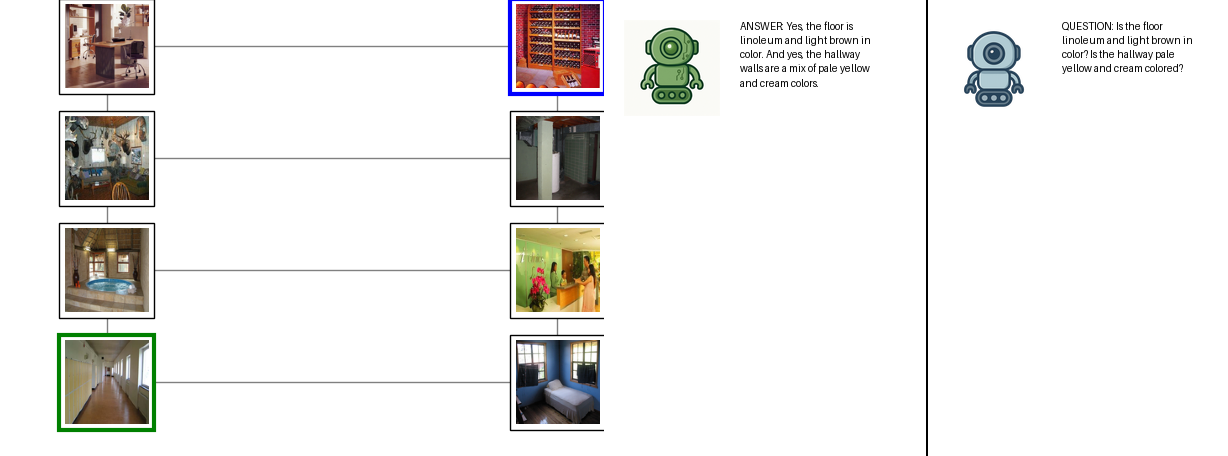 ANSWER: Yes, the floor is
linoleum and light brown in
color. And yes, the hallway
walls are a mix of pale yellow
and cream colors.
QUESTION: Is the floor
linoleum and light brown in
color? Is the hallway pale
yellow and cream colored?